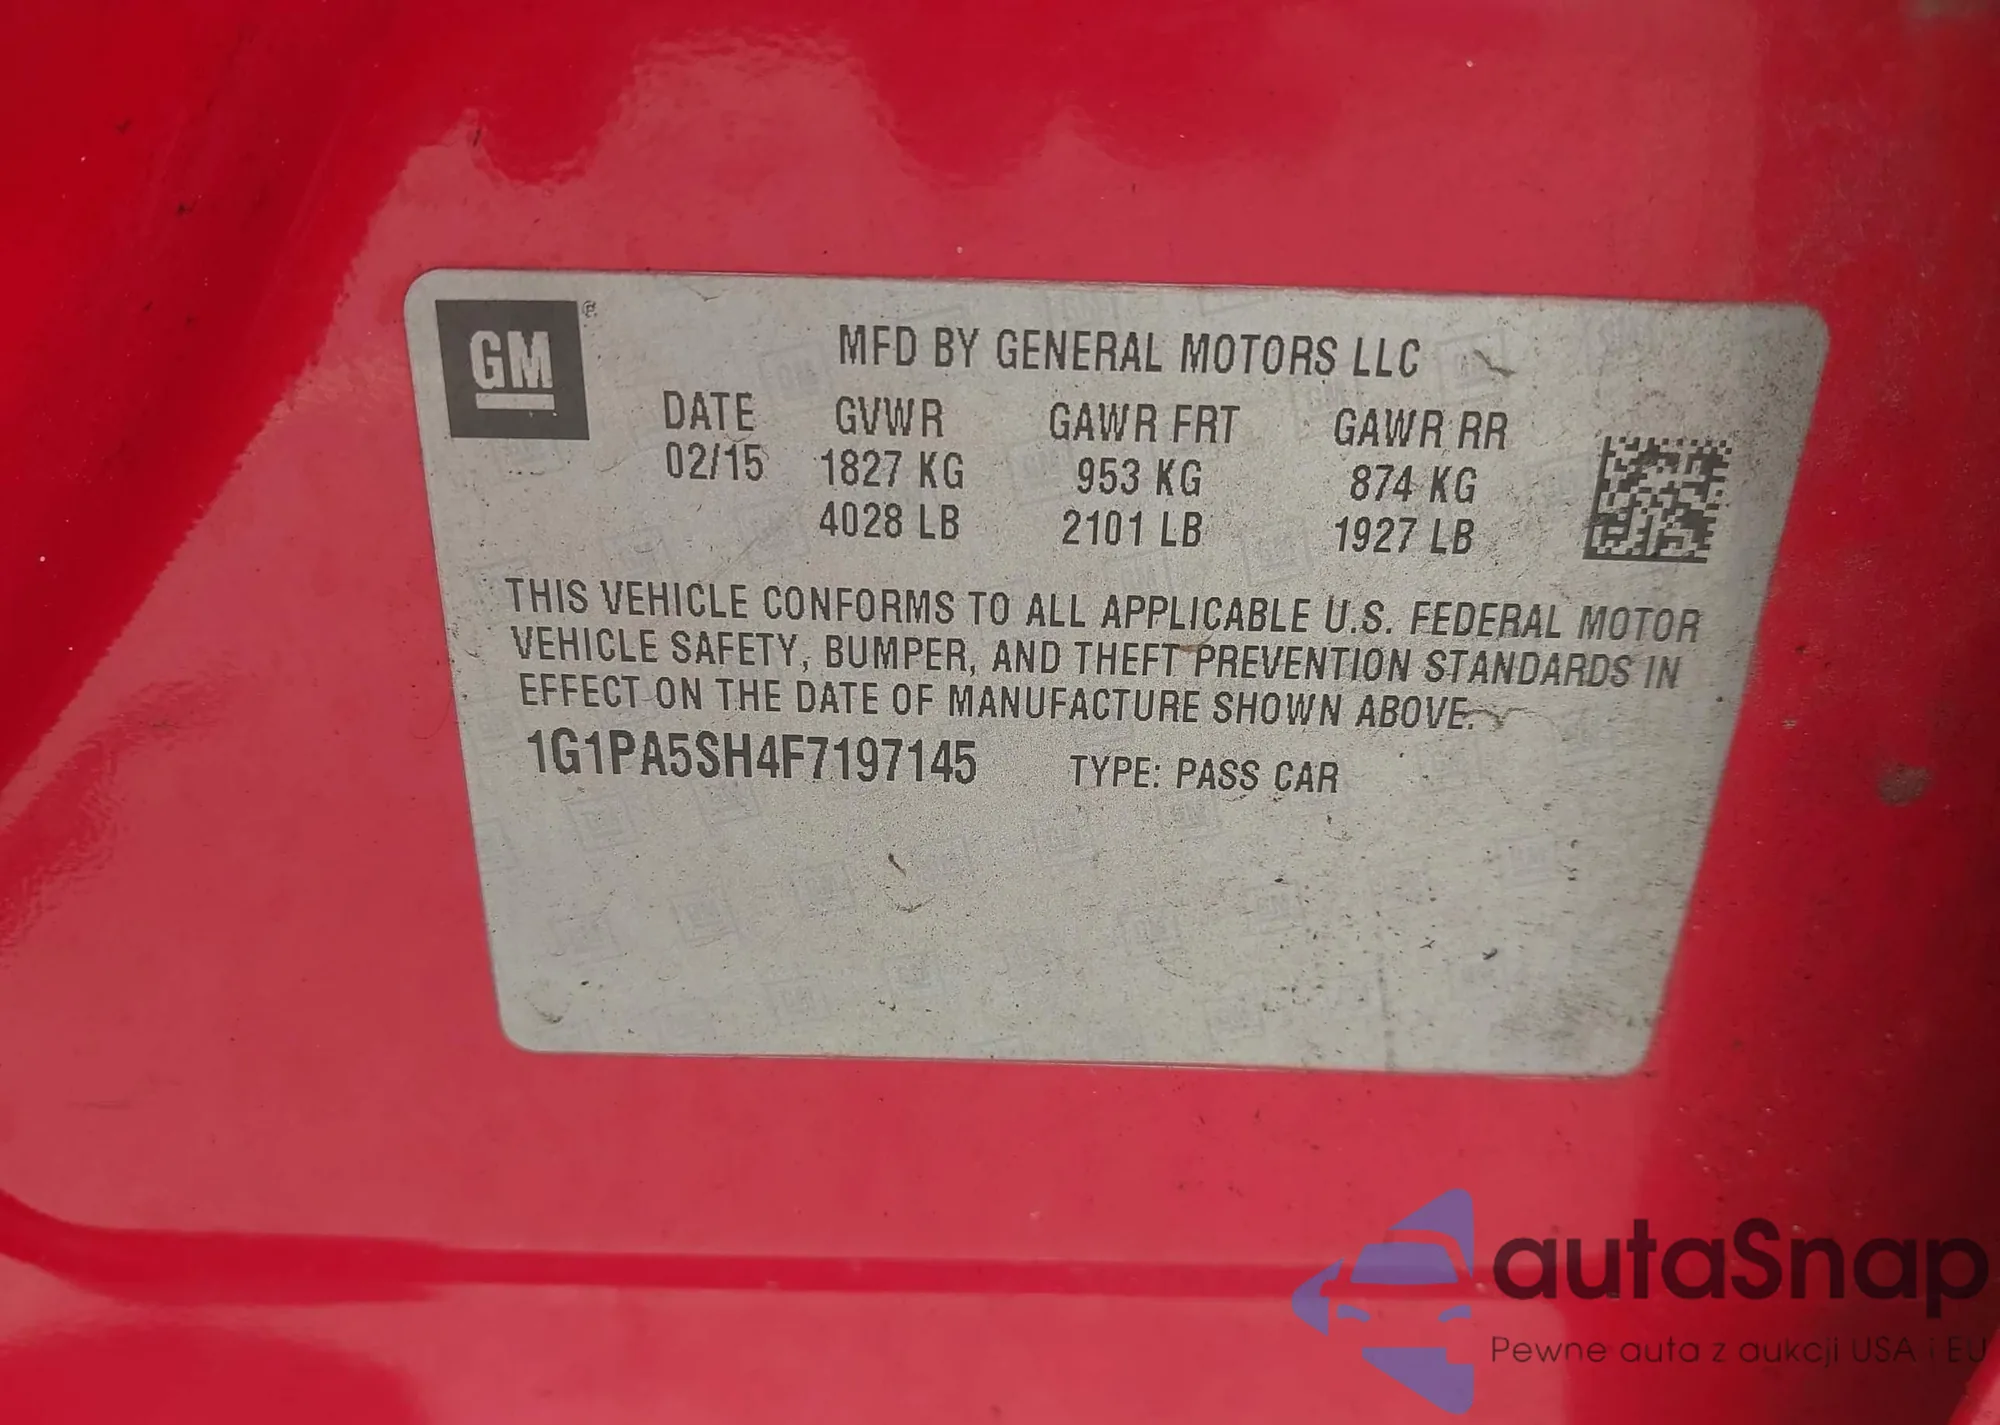 GM ®
MFD BY GENERAL MOTORS LLC
DATE GVWR GAWR FRT GAWR RR
02/15 1827 KG 953 KG 874 KG
4028 LB 2101 LB 1927 LB
THIS VEHICLE CONFORMS TO ALL APPLICABLE U.S. FEDERAL MOTOR
VEHICLE SAFETY, BUMPER, AND THEFT PREVENTION STANDARDS IN
EFFECT ON THE DATE OF MANUFACTURE SHOWN ABOVE.
1G1PA5SH4F7197145 TYPE: PASS CAR
autaSnap
Pewne auta z aukcji USA i EU